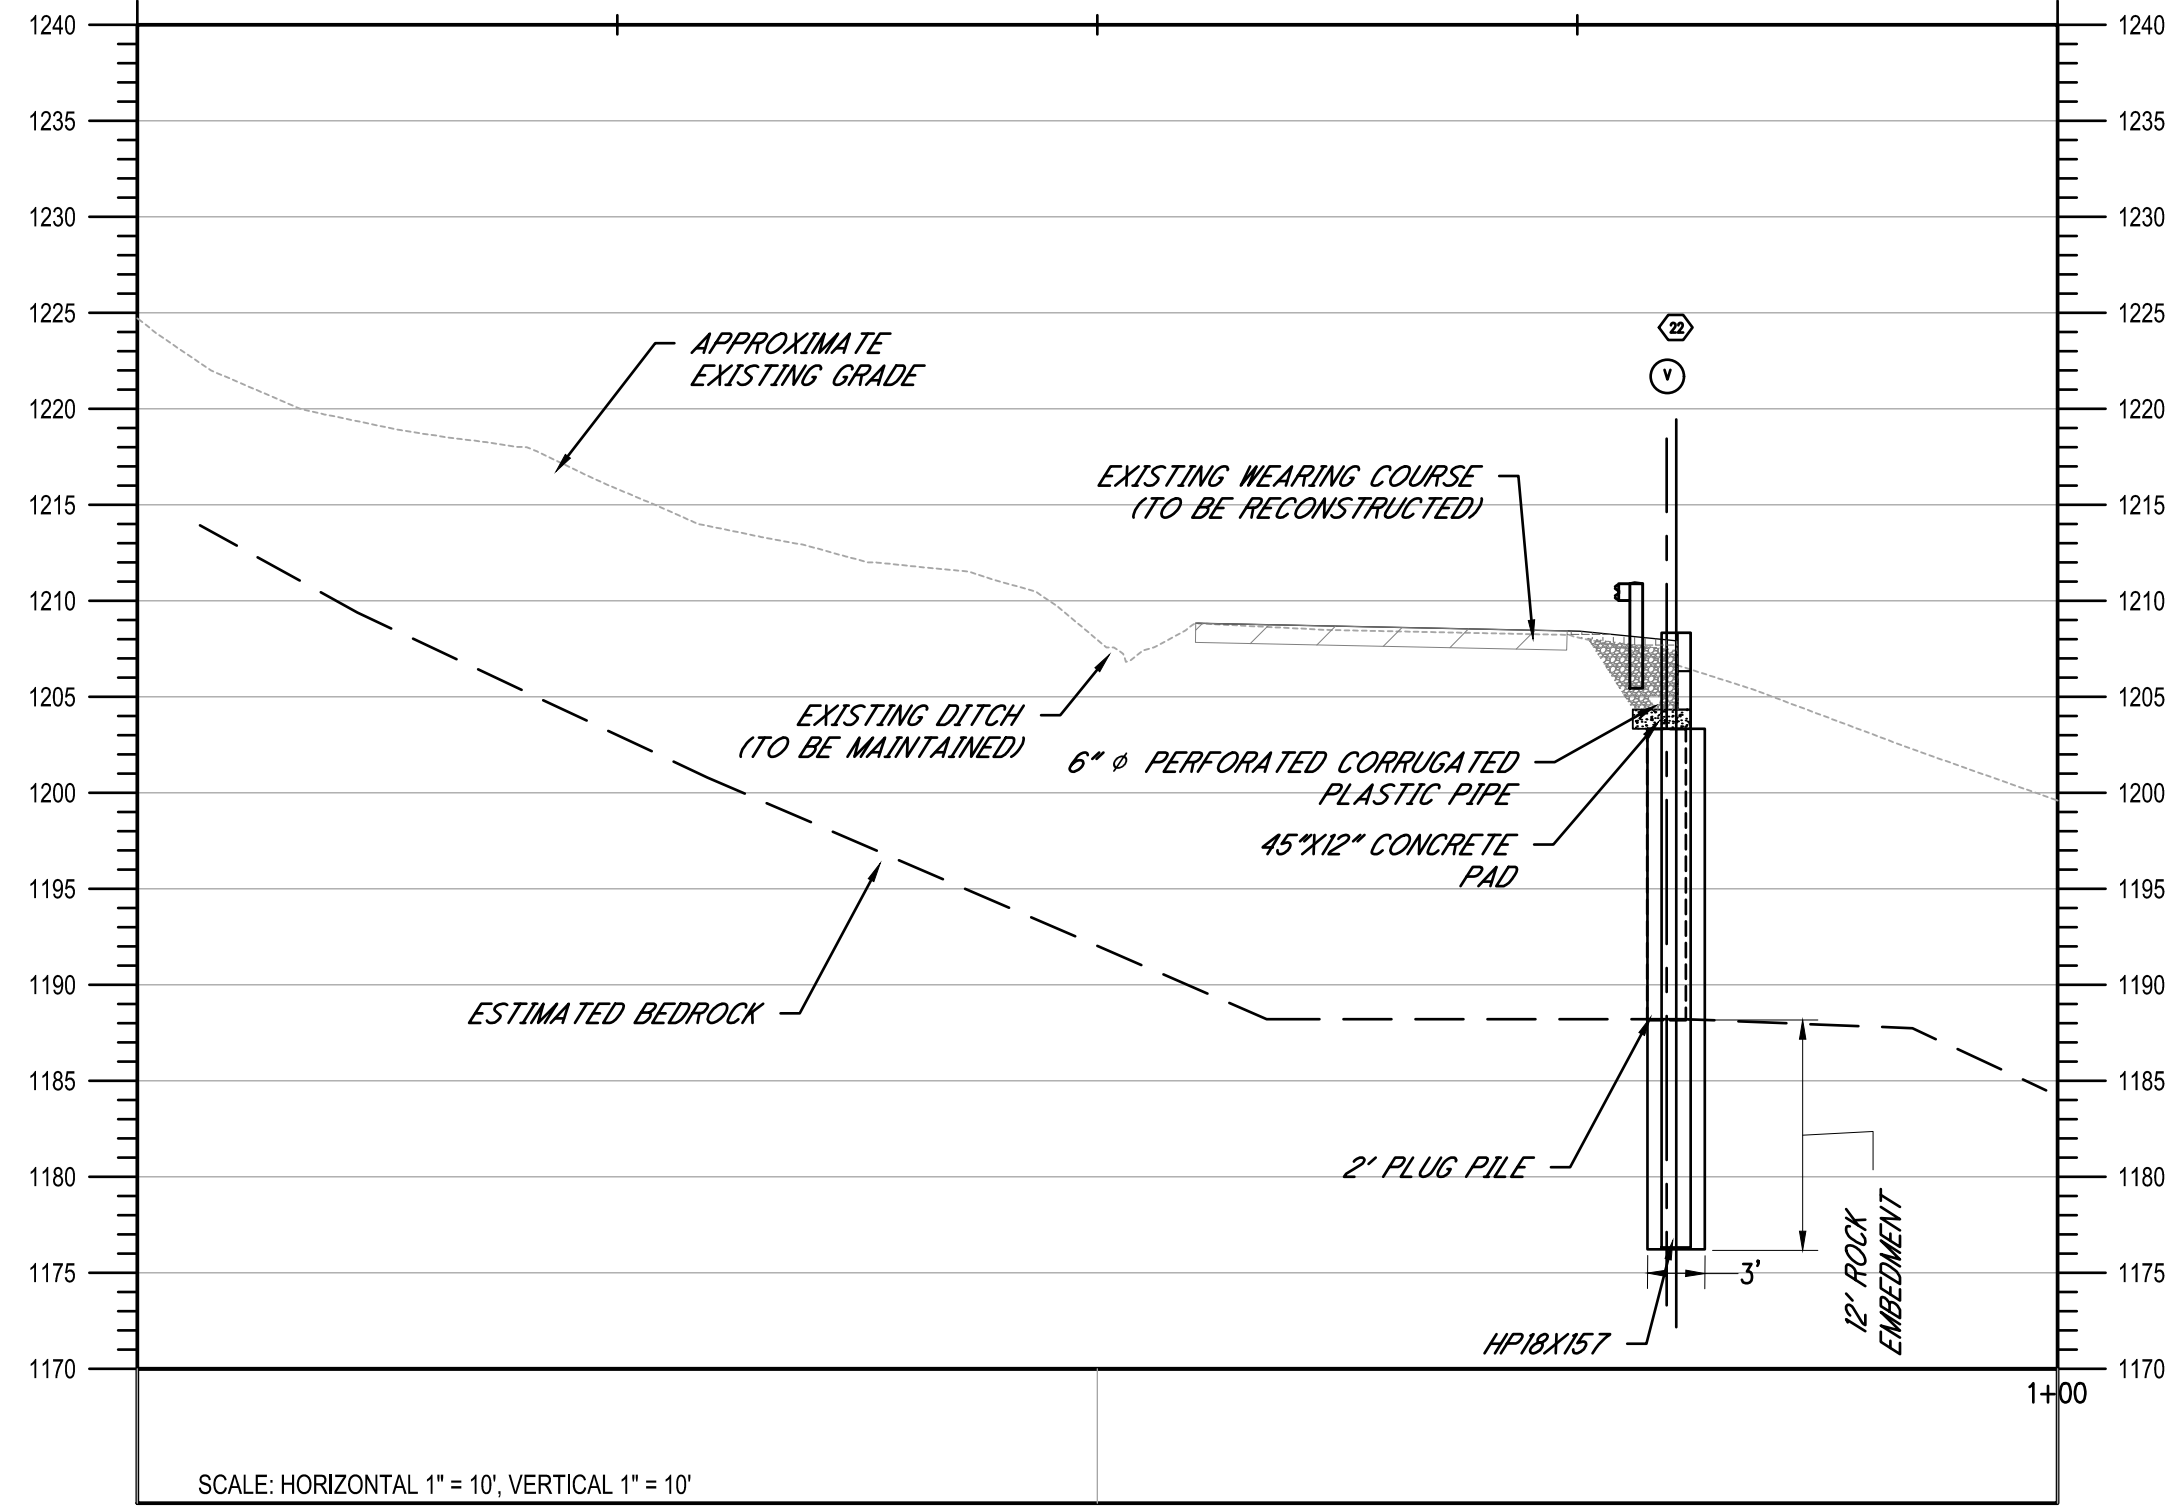 1240
1240
1235
1235
1230
1230
1225
1225
22
APPROXIMATE
EXISTING GRADE
V
1220
1220
EXISTING WEARING COURSE
(TO BE RECONSTRUCTED)
1215
1215
1210
1210
1205
1205
EXISTING DITCH
(TO BE MAINTAINED)
6" ϕ PERFORATED CORRUGATED
PLASTIC PIPE
1200
1200
45"X12" CONCRETE
PAD
1195
1195
1190
1190
ESTIMATED BEDROCK
1185
1185
2' PLUG PILE
1180
1180
12' ROCK
EMBEDMENT
1175
3'
1175
HP18X157
1170
1170
1+00
SCALE: HORIZONTAL 1" = 10', VERTICAL 1" = 10'